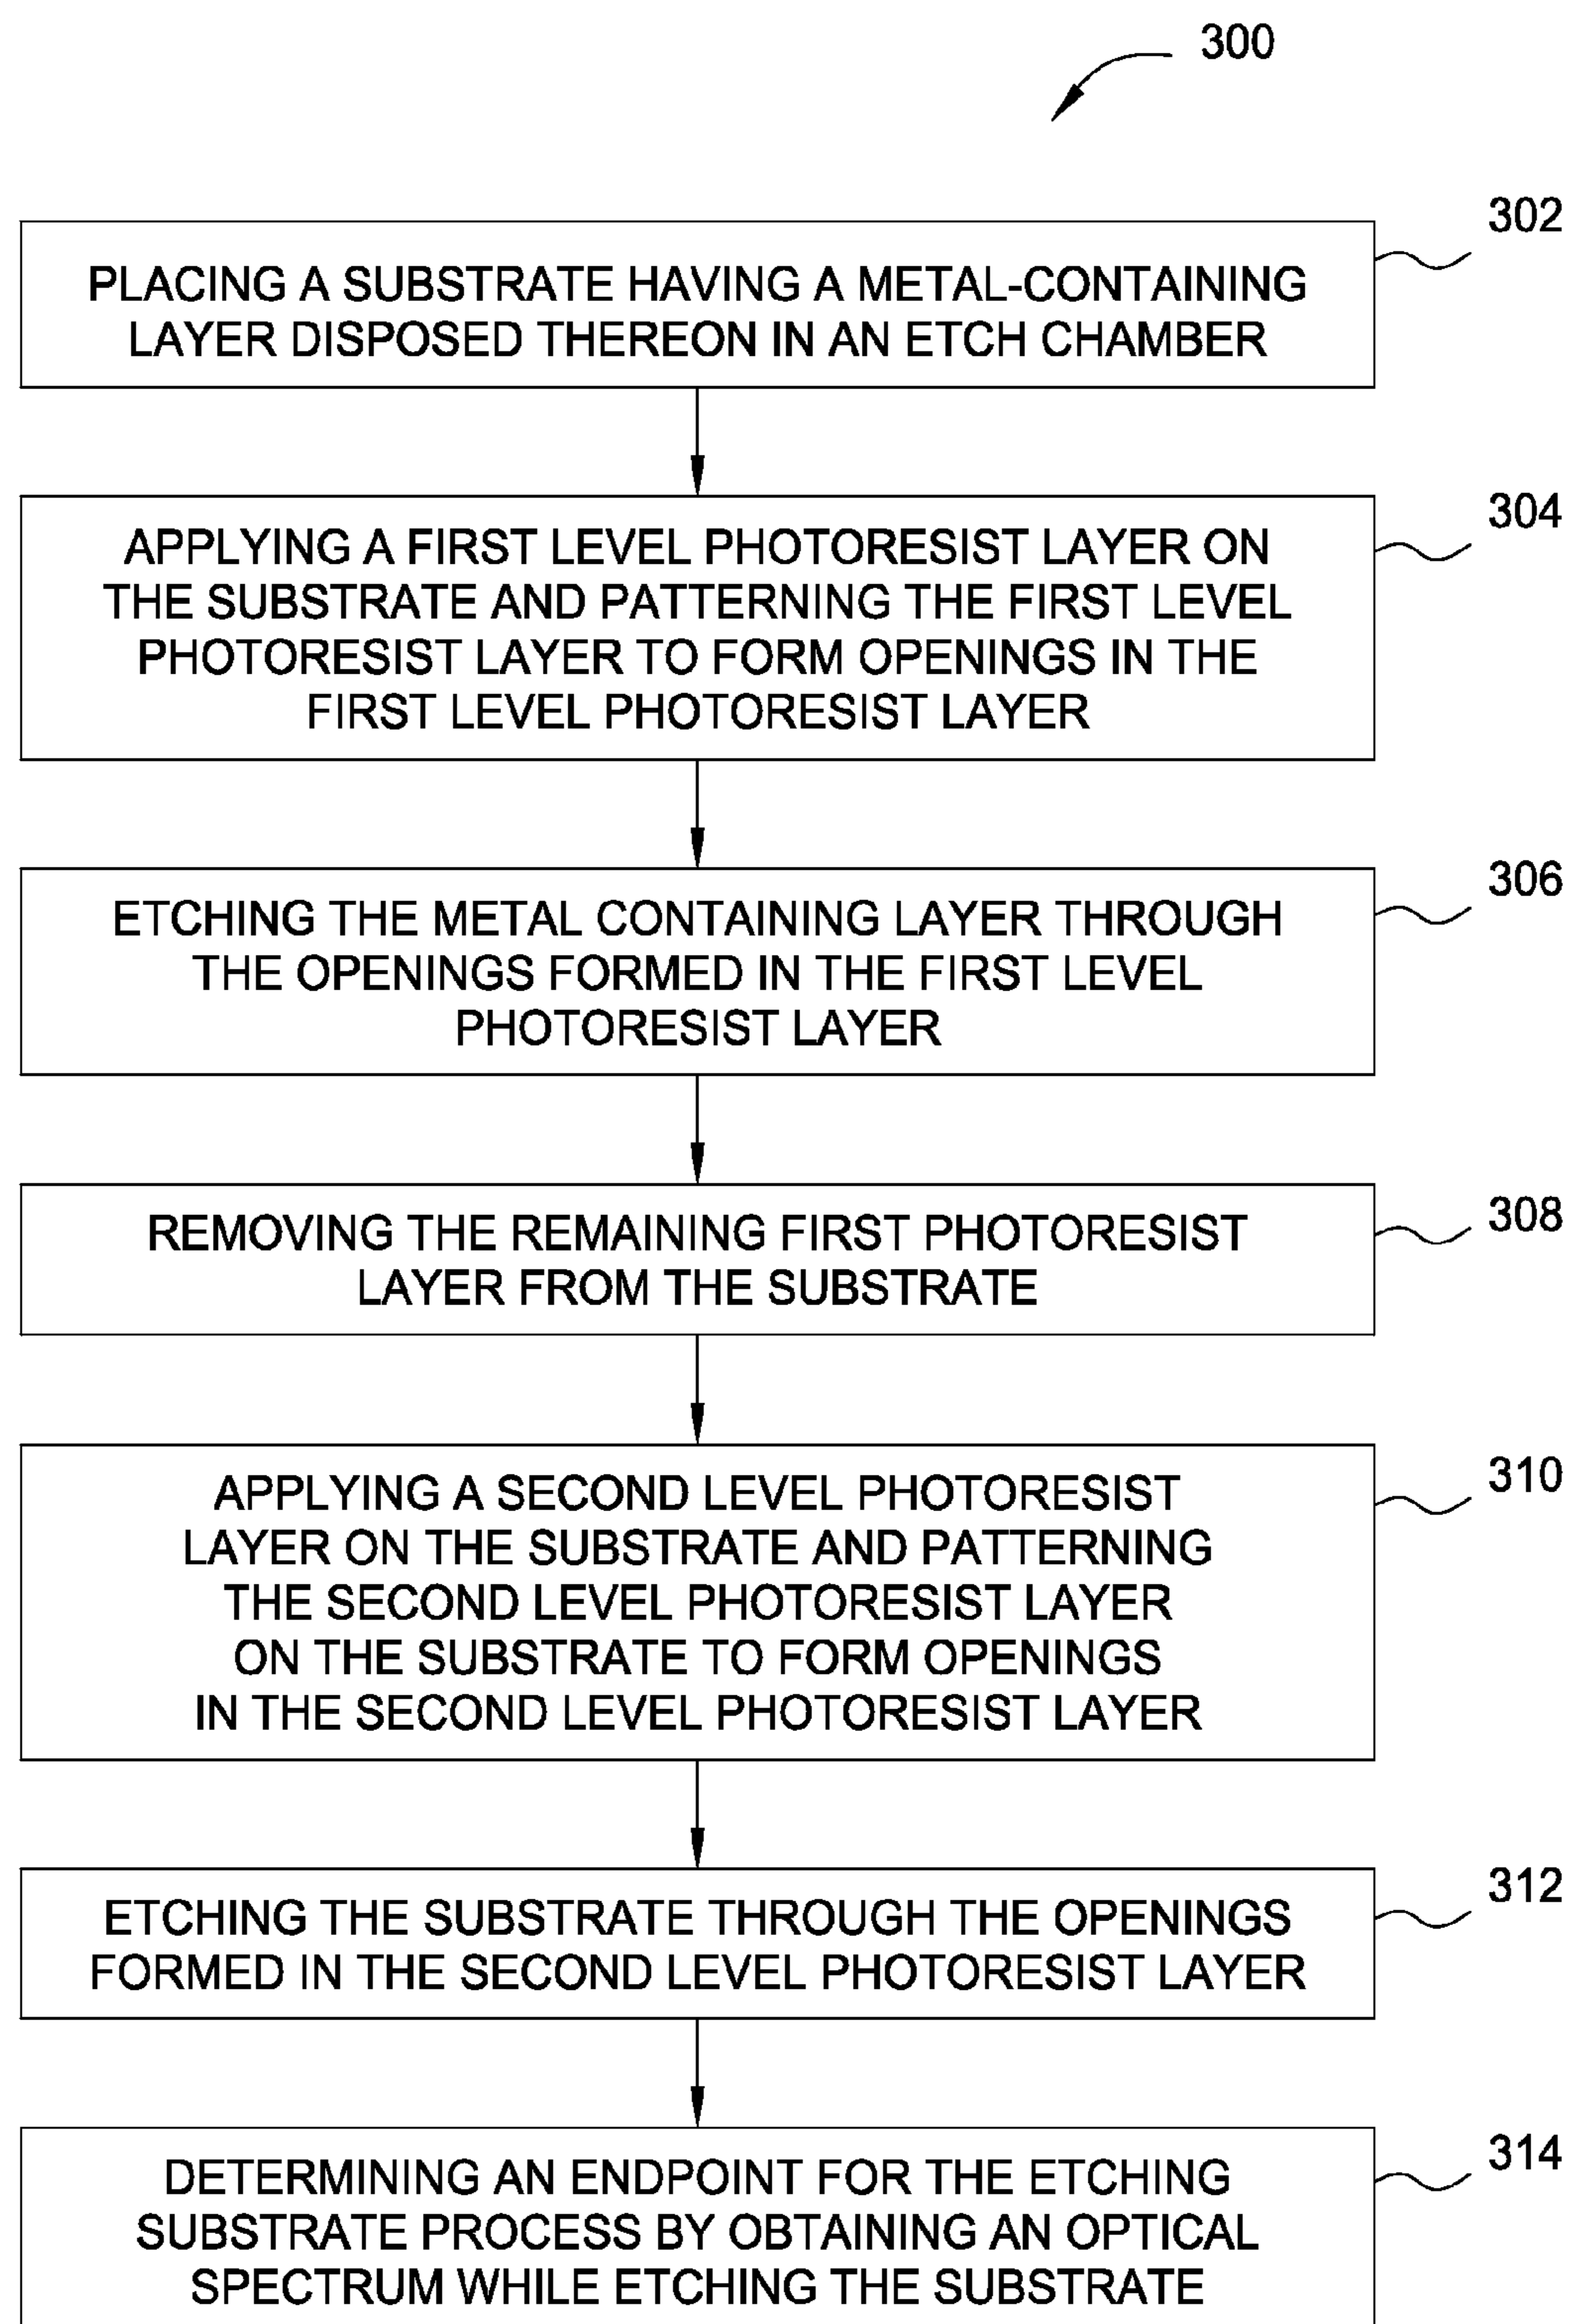 300
302
PLACING A SUBSTRATE HAVING A METAL-CONTAINING
LAYER DISPOSED THEREON IN AN ETCH CHAMBER
304
APPLYING A FIRST LEVEL PHOTORESIST LAYER ON
THE SUBSTRATE AND PATTERNING THE FIRST LEVEL
PHOTORESIST LAYER TO FORM OPENINGS IN THE
FIRST LEVEL PHOTORESIST LAYER
306
ETCHING THE METAL CONTAINING LAYER THROUGH
THE OPENINGS FORMED IN THE FIRST LEVEL
PHOTORESIST LAYER
308
REMOVING THE REMAINING FIRST PHOTORESIST
LAYER FROM THE SUBSTRATE
310
APPLYING A SECOND LEVEL PHOTORESIST
LAYER ON THE SUBSTRATE AND PATTERNING
THE SECOND LEVEL PHOTORESIST LAYER
ON THE SUBSTRATE TO FORM OPENINGS
IN THE SECOND LEVEL PHOTORESIST LAYER
312
ETCHING THE SUBSTRATE THROUGH THE OPENINGS
FORMED IN THE SECOND LEVEL PHOTORESIST LAYER
314
DETERMINING AN ENDPOINT FOR THE ETCHING
SUBSTRATE PROCESS BY OBTAINING AN OPTICAL
SPECTRUM WHILE ETCHING THE SUBSTRATE